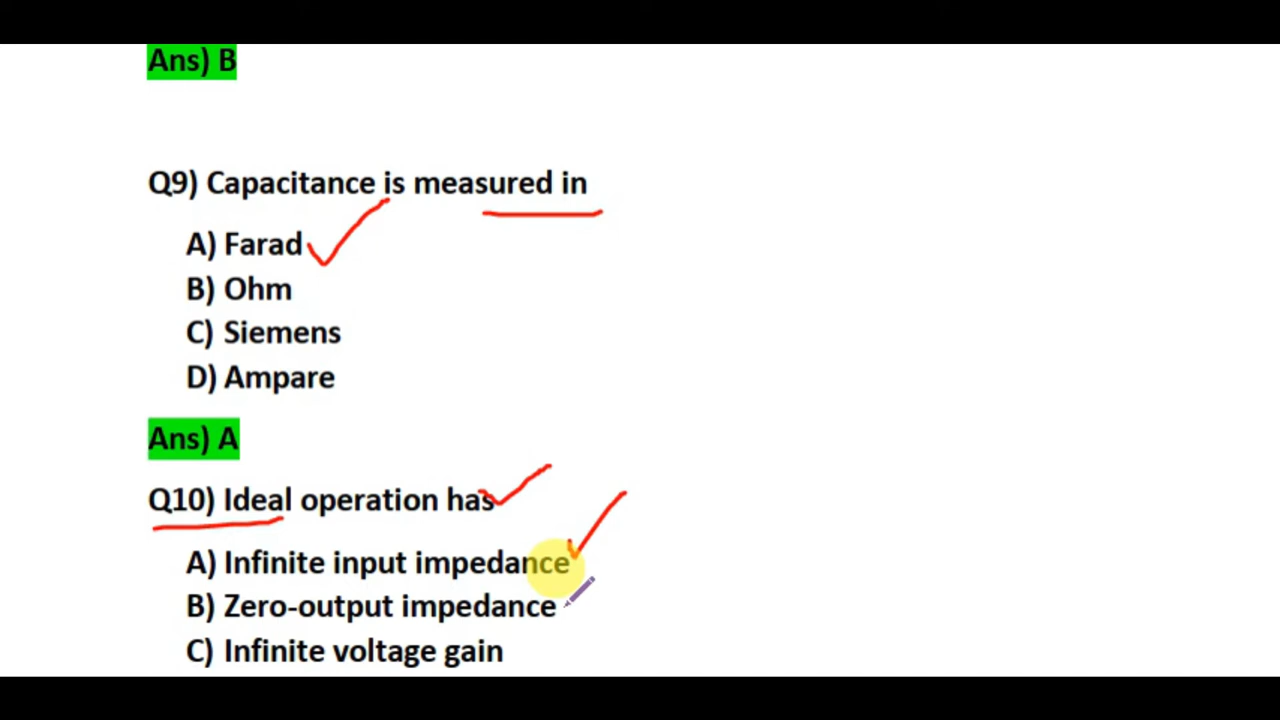 Ans) B
Q9) Capacitance is measured in
A) Farad
B) Ohm
C) Siemens
D) Ampare
Ans) A
Q10) Ideal operation has
A) Infinite input impedance
B) Zero-output impedance
C) Infinite voltage gain